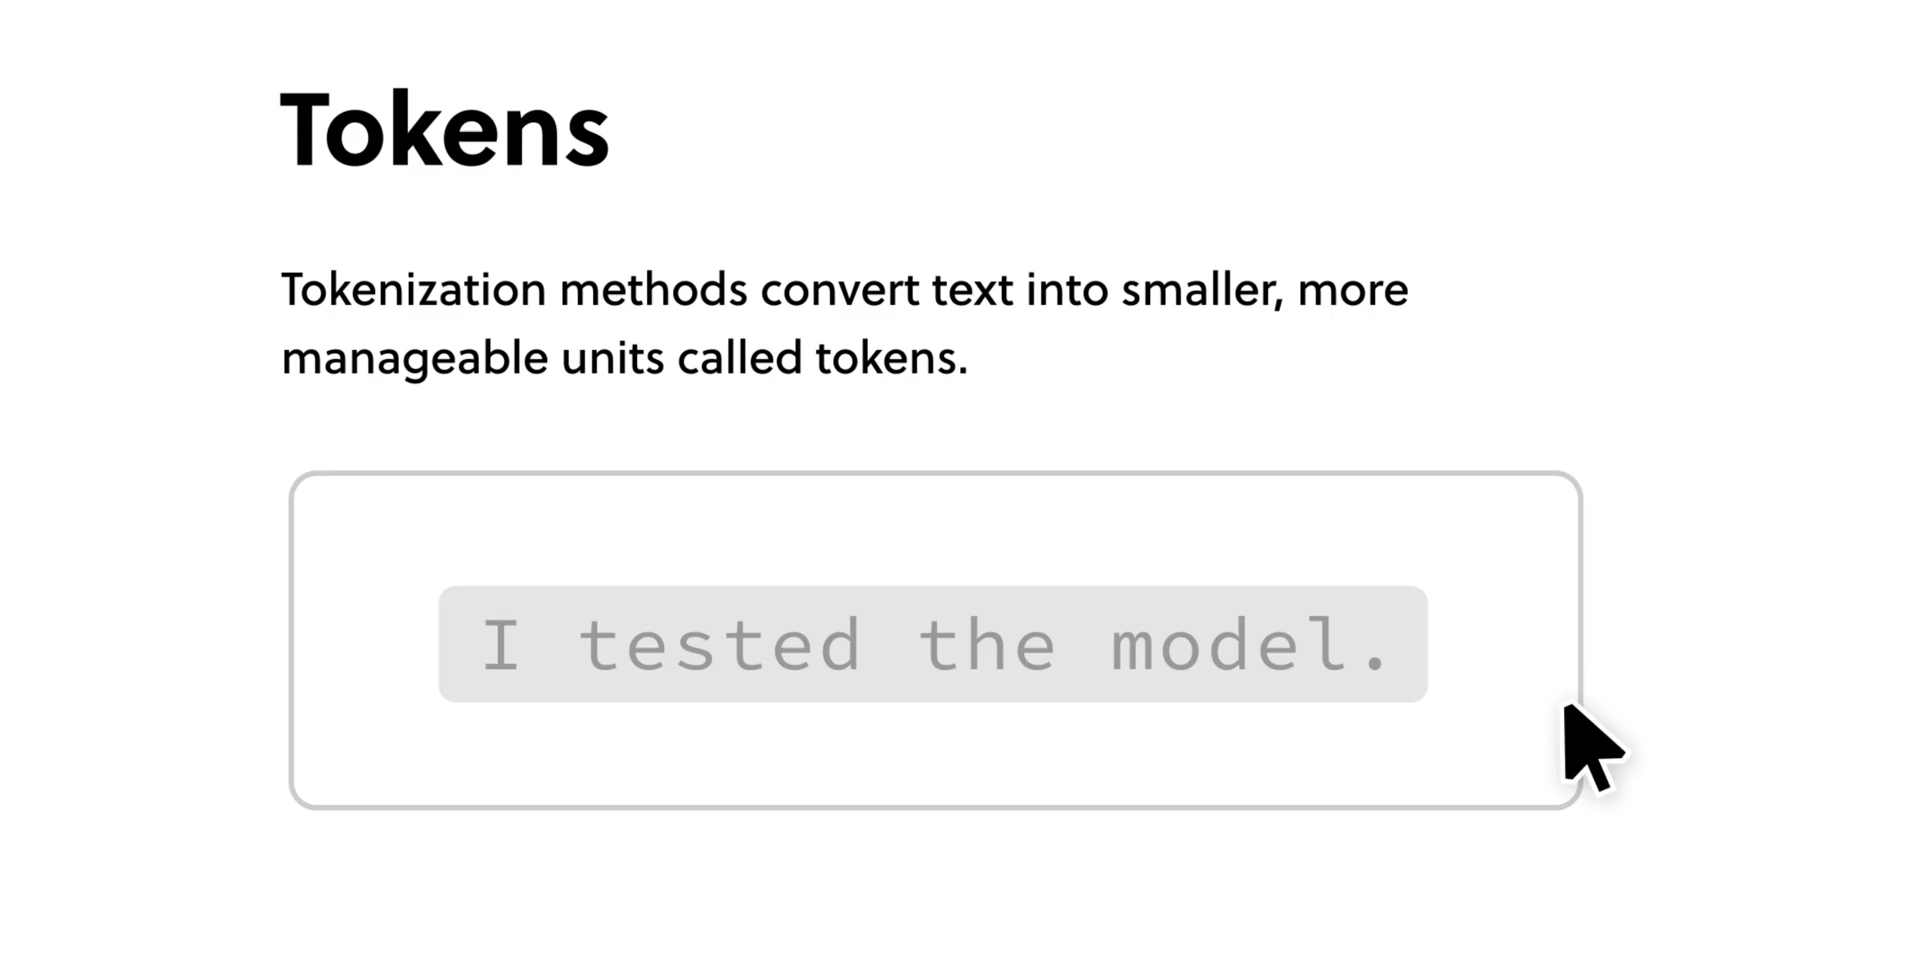 Tokens
Tokenization methods convert text into smaller, more
manageable units called tokens.
I tested the model.